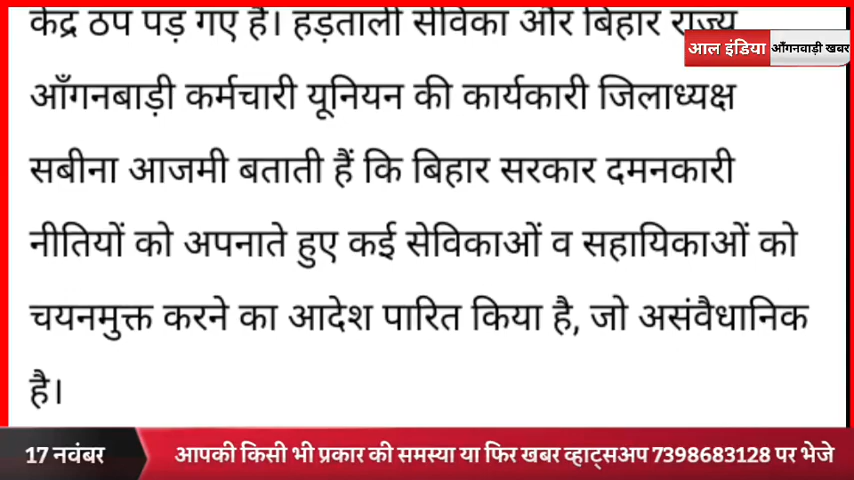 केंद्र ठप पड़ गए हैं। हड़ताली सेविका और बिहार राज्य
आल इंडिया आँगनवाड़ी खबर
आँगनबाड़ी कर्मचारी यूनियन की कार्यकारी जिलाध्यक्ष
सबीना आजमी बताती हैं कि बिहार सरकार दमनकारी
नीतियों को अपनाते हुए कई सेविकाओं व सहायिकाओं को
चयनमुक्त करने का आदेश पारित किया है, जो असंवैधानिक
है।
17 नवंबर आपकी किसी भी प्रकार की समस्या या फिर खबर व्हाट्सअप 7398683128 पर भेजे